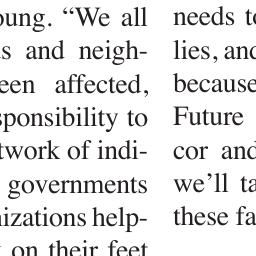 oung. “We all
s and neigh-
een affected,
sponsibility to
twork of indi-
governments
nizations help-
on their feet
needs to
lies, and
because
Future
cor and
we’ll ta
these fa